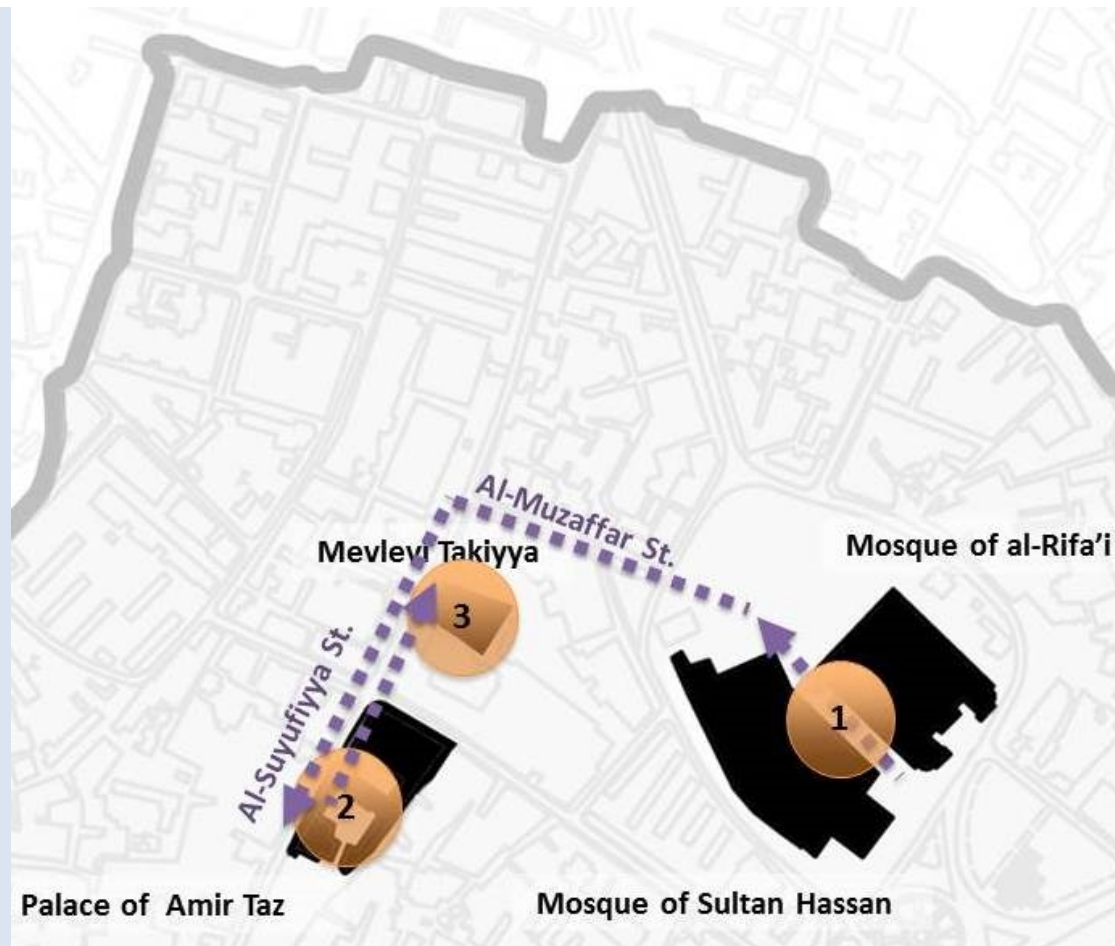 Al-Muzaffar St.
Mevlevi Takiyya
Mosque of al-Rifa'i
3
Al-Suyufiyya St.
1
2
Palace of Amir Taz
Mosque of Sultan Hassan